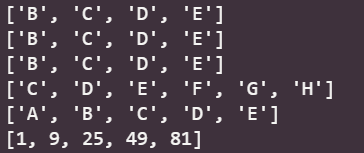 ['B', 'C', 'D', 'E']
['B', 'C', 'D', 'E']
['B', 'C', 'D', 'E']
['C', 'D', 'E', 'F', 'G', 'H']
['A', 'B', 'C', 'D', 'E']
[1, 9, 25, 49, 81]